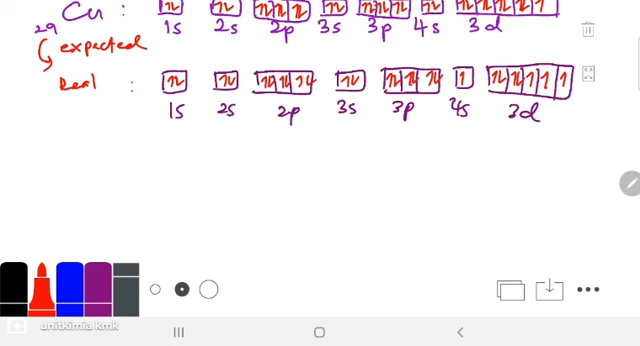 29 Cu :
1s 2s 2p 3s 3p 4s 3d
expected
Real :
1s 2s 2p 3s 3p 4s 3d
unitkimia kmk